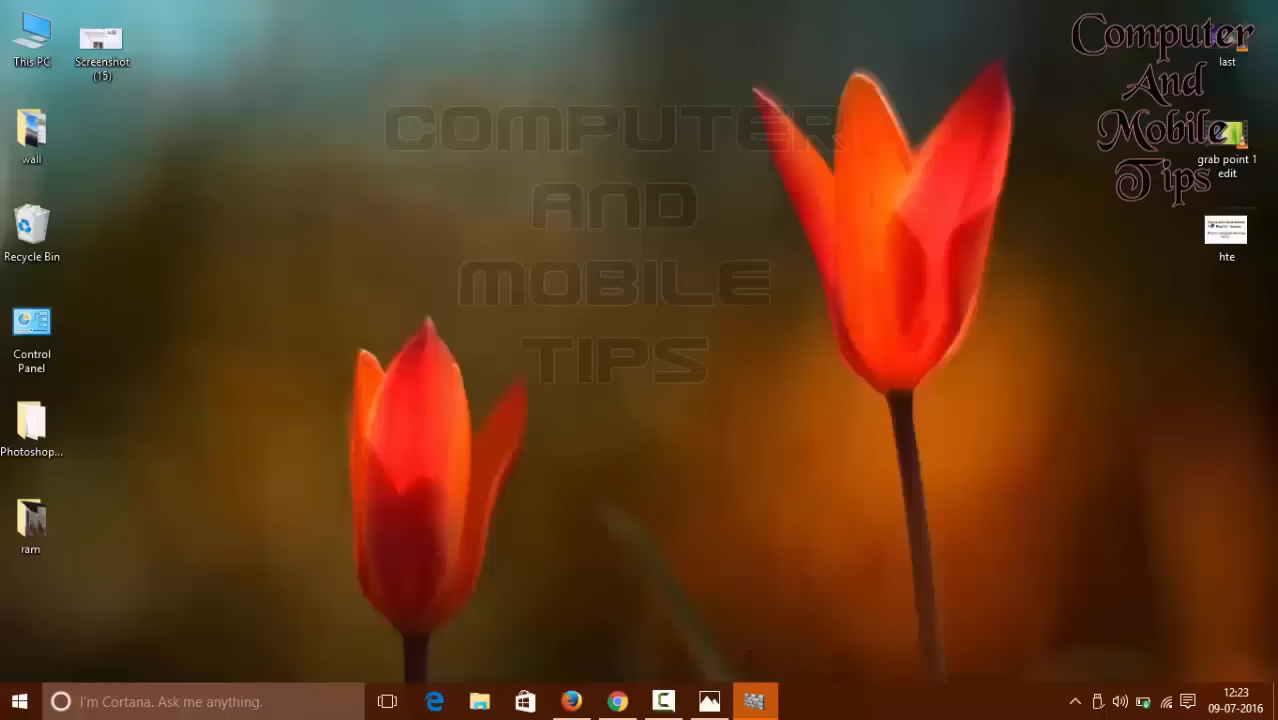 This PC
Screenshot
(15)
wall
Recycle Bin
Control
Panel
Photoshop...
ram
COMPUTER
AND
MOBILE
TIPS
Computer
And
Mobile
Tips
last
grab point 1
edit
hte
I'm Cortana. Ask me anything.
12:23
09-07-2016